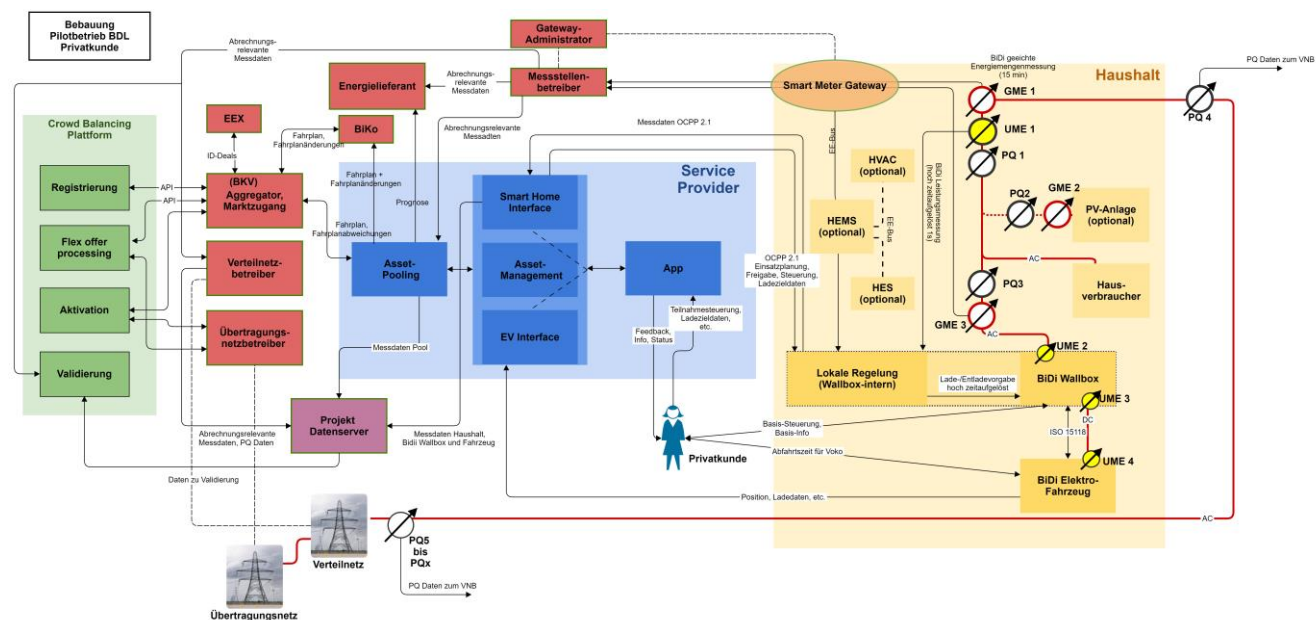 Bebauung
Pilotbetrieb BDL
Privatkunde
Abrechnungs-
relevante
Messdaten
Gateway-
Administrator
Messstellen-
betreiber
Energielieferant
Abrechnungs-
relevante
Messdaten
EEX
BiKo
Fahrplan,
Fahrplanänderungen
Abrechnungsrelevante
Messadten
ID-Deals
Crowd Balancing
Plattform
Registrierung
Flex offer
processing
Aktivation
Validierung
API
API
(BKV)
Aggregator,
Marktzugang
Verteilnetz-
betreiber
Übertragungs-
netzbetreiber
Fahrplan +
Fahrplanänderungen
Prognose
Fahrplan,
Fahrplanabweichungen
Service
Provider
Smart Home
Interface
Asset-
Pooling
Asset-
Management
EV Interface
App
Messdaten OCPP 2.1
OCPP 2.1
Einsatzplanung,
Freigabe, Steuerung,
Ladezieldaten
Teilnahmesteuerung,
Ladezieldaten,
etc.
Feedback,
Info, Status
Messdaten Pool
Projekt
Datenserver
Abrechnungsrelevante
Messdaten, PQ Daten
Messdaten Haushalt,
Bidii Wallbox und Fahrzeug
Daten zu Validierung
Privatkunde
Basis-Steuerung,
Basis-Info
Abfahrtszeit für Voko
Position, Ladedaten, etc.
Haushalt
Smart Meter Gateway
BiDi geeichte
Energiemengenmessung
(15 min)
GME 1
UME 1
PQ 1
PQ 4
PQ Daten zum VNB
EE-Bus
HVAC
(optional)
HEMS
(optional)
EE-Bus
HES
(optional)
BiDi Leistungsmessung
(hoch zeitaufgelöst 1s)
PQ2
GME 2
PV-Anlage
(optional)
AC
PQ3
Haus-
verbraucher
GME 3
AC
UME 2
Lokale Regelung
(Wallbox-intern)
Lade-/Entladevorgabe
hoch zeitaufgelöst
BiDi Wallbox
UME 3
DC
ISO 15118
UME 4
BiDi Elektro-
Fahrzeug
AC
Verteilnetz
Übertragungsnetz
PQ5
bis
PQx
PQ Daten zum VNB